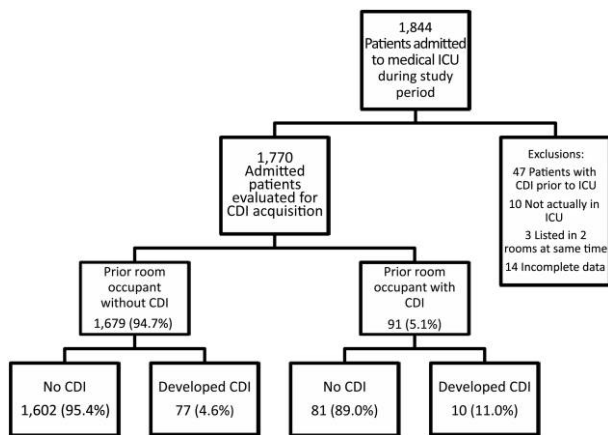 1,844
Patients admitted
to medical ICU
during study
period
1,770
Admitted
patients
evaluated for
CDI acquisition
Exclusions:
47 Patients with
CDI prior to ICU
10 Not actually in
ICU
3 Listed in 2
rooms at same time
14 Incomplete data
Prior room
occupant
without CDI
1,679 (94.7%)
Prior room
occupant with
CDI
91 (5.1%)
No CDI
1,602 (95.4%)
Developed CDI
77 (4.6%)
No CDI
81 (89.0%)
Developed CDI
10 (11.0%)